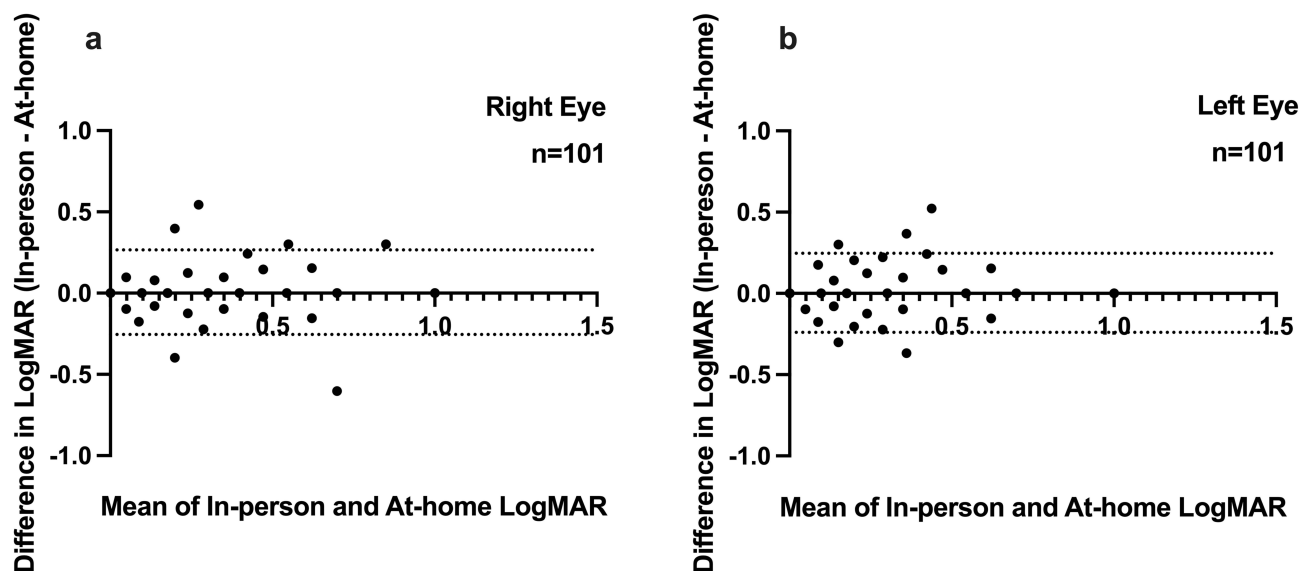 a
Difference in LogMAR (In-pereson - At-home)
Right Eye
n=101
1.0
0.5
0.0
-0.5
-1.0
0.5
1.0
1.5
Mean of In-person and At-home LogMAR
b
Difference in LogMAR (In-pereson - At-home)
Left Eye
n=101
1.0
0.5
0.0
-0.5
-1.0
0.5
1.0
1.5
Mean of In-person and At-home LogMAR